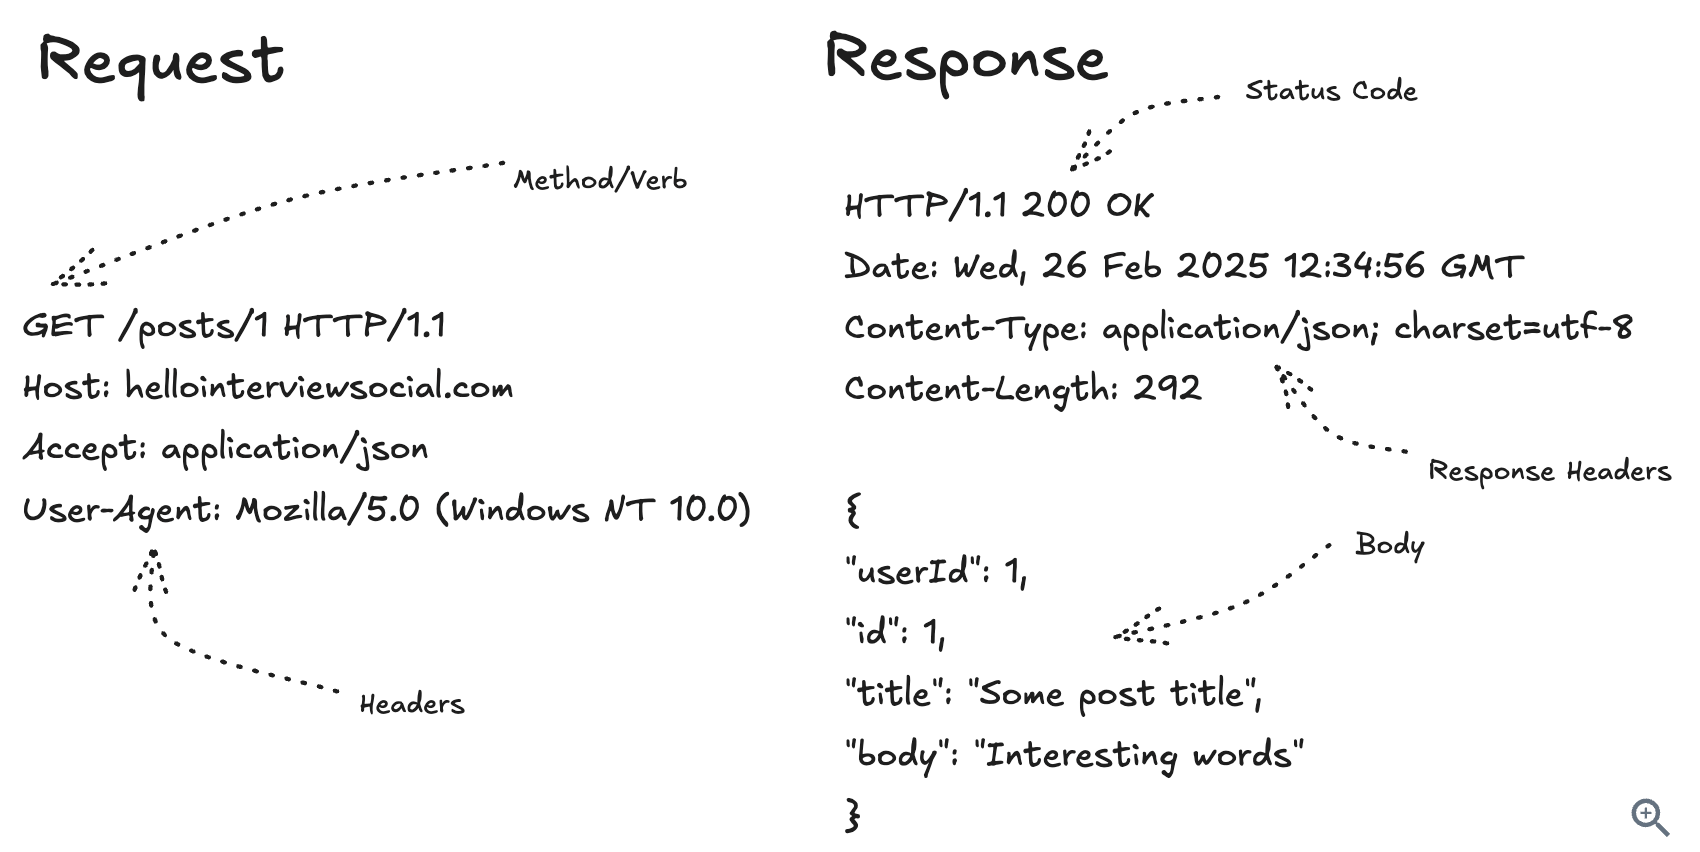 Request
Method/Verb
GET /posts/1 HTTP/1.1
Host: hellointerviewsocial.com
Accept: application/json
User-Agent: Mozilla/5.0 (Windows NT 10.0)
Headers
Response
Status Code
HTTP/1.1 200 OK
Date: Wed, 26 Feb 2025 12:34:56 GMT
Content-Type: application/json; charset=utf-8
Content-Length: 292
Response Headers
{
Body
"userId": 1,
"id": 1,
"title": "Some post title",
"body": "Interesting words"
}